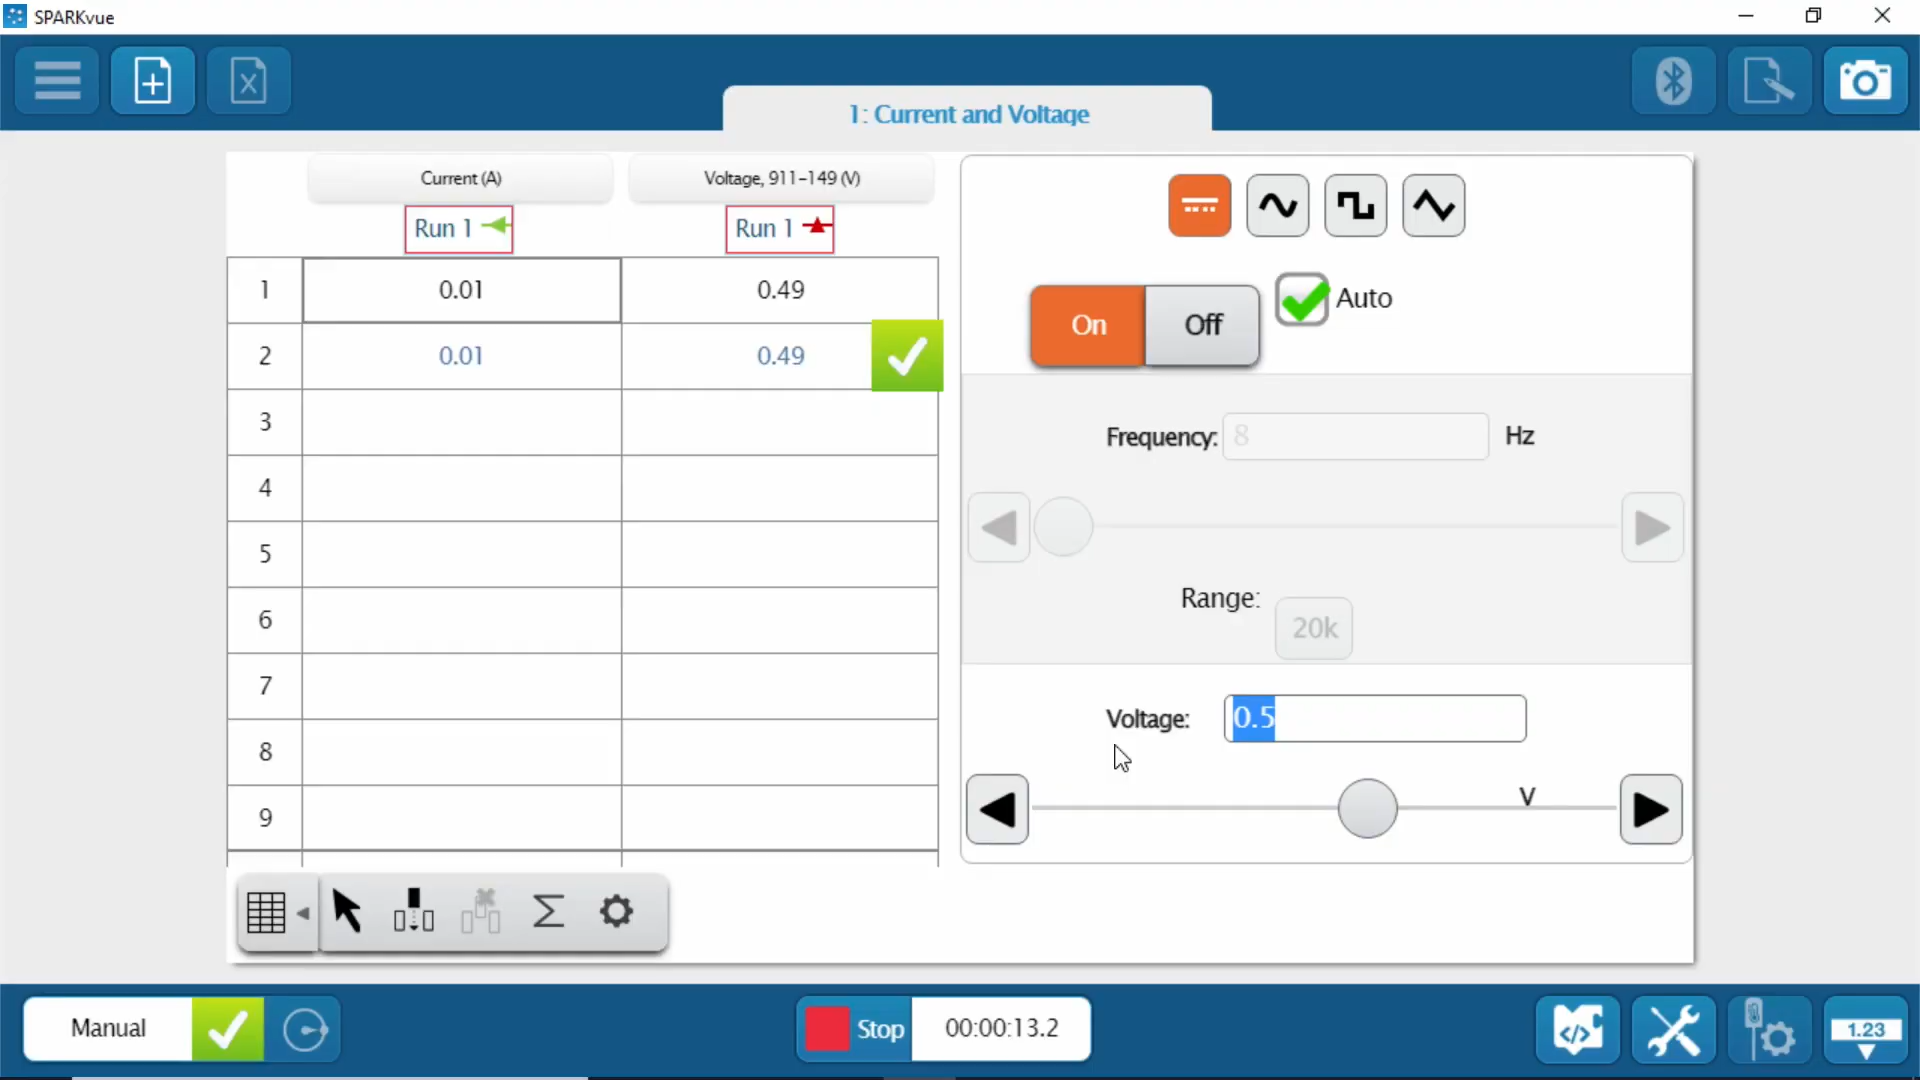 SPARKvue
1: Current and Voltage
Current (A)
Voltage, 911-149 (V)
Run 1
Run 1
1
0.01
0.49
2
0.01
0.49
3
4
5
6
7
8
9
On
Off
Auto
Frequency:
8
Hz
Range:
20k
Voltage:
0.5
V
Manual
Stop
00:00:13.2
1.23